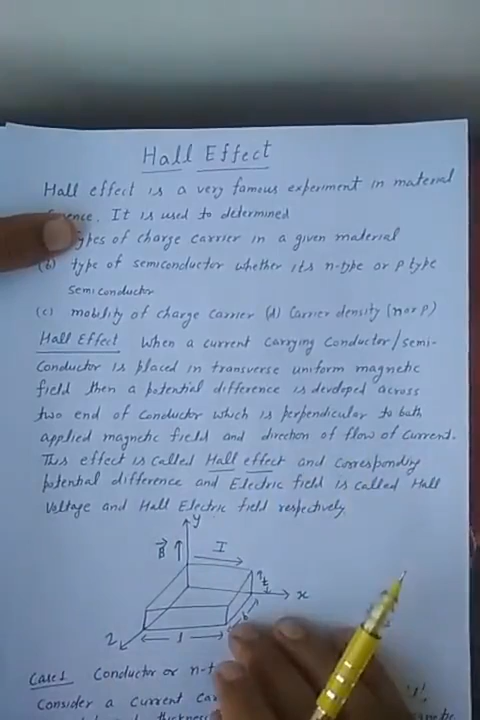 Hall Effect
Hall effect is a very famous experiment in material
It is used to determined
types of charge carrier in a given material
(b) type of semiconductor whether its n-type or p type
semiconductor
(c) mobility of charge carrier (d) Carrier density (n or p)
Hall Effect When a current carrying conductor/semi-
conductor is placed in transverse uniform magnetic
field then a potential difference is devloped across
two end of conductor which is perpendicular to both
applied magnetic field and direction of flow of current.
This effect is called Hall effect and corresponding
potential difference and Electric field is called Hall
Voltage and Hall Electric field respectively.
y
B I
t
x
b
z l
Case 1 Conductor or n-t
Consider a current car